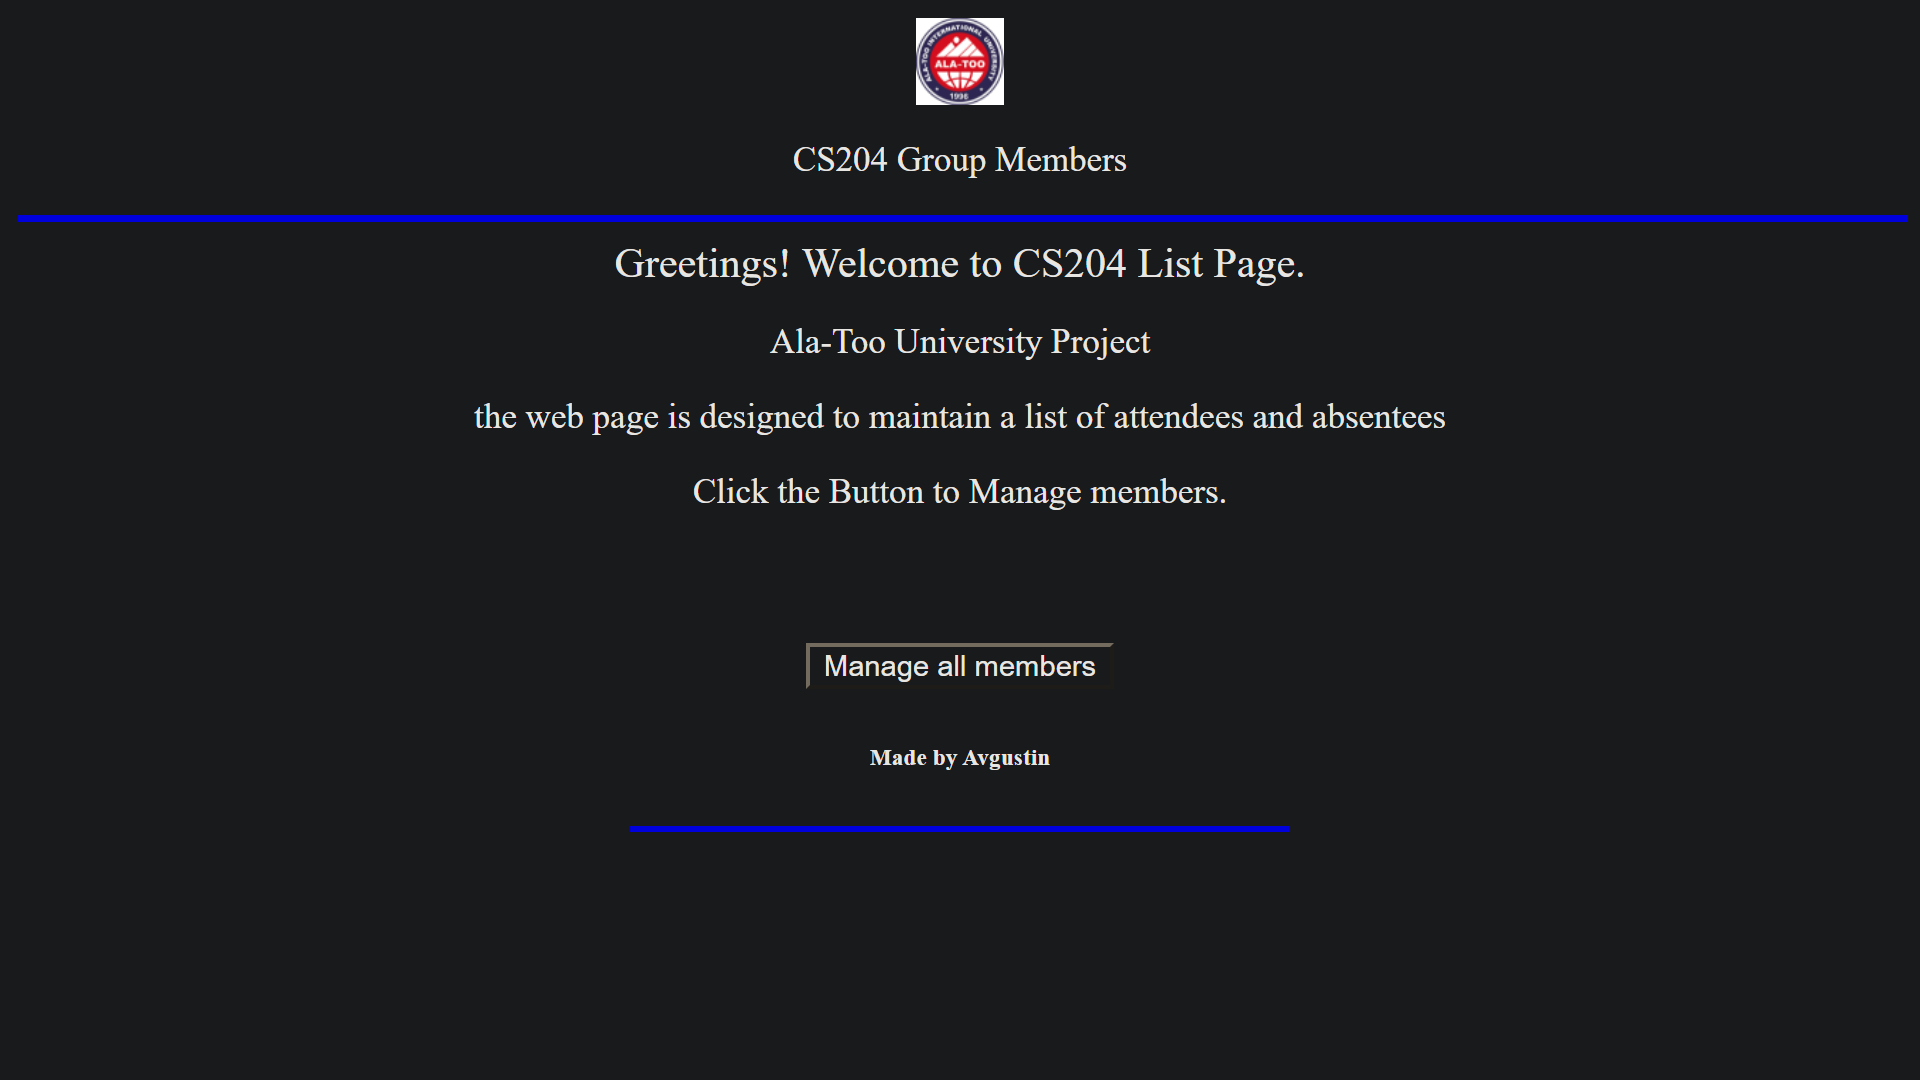 ALA-TOO INTERNATIONAL UNIVERSITY
ALA-TOO
1996
CS204 Group Members
Greetings! Welcome to CS204 List Page.
Ala-Too University Project
the web page is designed to maintain a list of attendees and absentees
Click the Button to Manage members.
Manage all members
Made by Avgustin